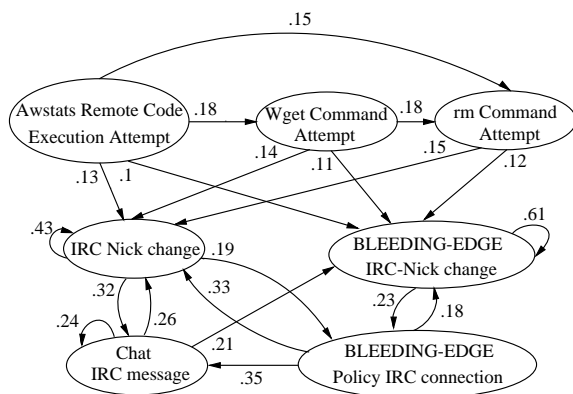 .15
Awstats Remote Code
Execution Attempt
.18
Wget Command
Attempt
.18
rm Command
Attempt
.13
.1
.14
.11
.15
.12
.43
IRC Nick change
.19
BLEEDING-EDGE
IRC-Nick change
.61
.32
.26
.33
.23
.18
.24
Chat
IRC message
.21
.35
BLEEDING-EDGE
Policy IRC connection